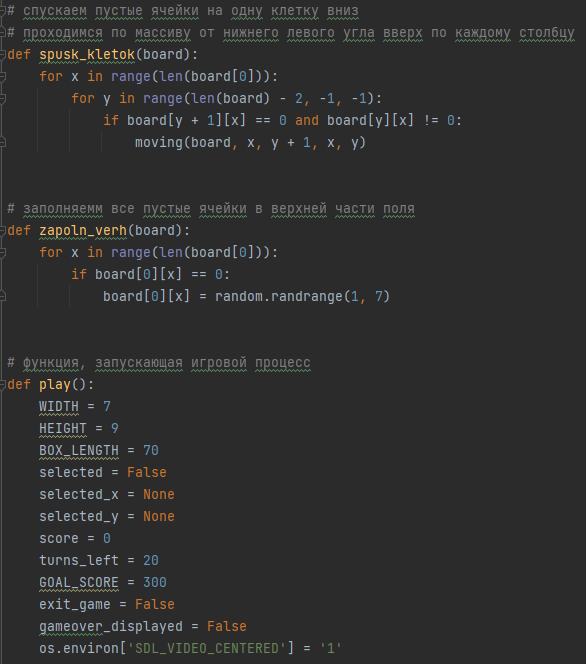 # спускаем пустые ячейки на одну клетку вниз
# проходимся по массиву от нижнего левого угла вверх по каждому столбцу
def spusk_kletok(board):
    for x in range(len(board[0])):
        for y in range(len(board) - 2, -1, -1):
            if board[y + 1][x] == 0 and board[y][x] != 0:
                moving(board, x, y + 1, x, y)
# заполняемм все пустые ячейки в верхней части поля
def zapoln_verh(board):
    for x in range(len(board[0])):
        if board[0][x] == 0:
            board[0][x] = random.randrange(1, 7)
# функция, запускающая игровой процесс
def play():
    WIDTH = 7
    HEIGHT = 9
    BOX_LENGTH = 70
    selected = False
    selected_x = None
    selected_y = None
    score = 0
    turns_left = 20
    GOAL_SCORE = 300
    exit_game = False
    gameover_displayed = False
    os.environ['SDL_VIDEO_CENTERED'] = '1'